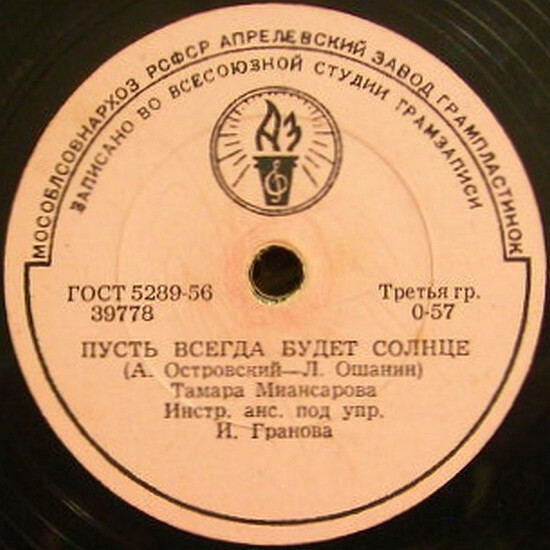 МОСОБЛСОВНАРХОЗ РСФСР АПРЕЛЕВСКИЙ ЗАВОД ГРАМПЛАСТИНОК
ЗАПИСАНО ВО ВСЕСОЮЗНОЙ СТУДИИ ГРАМЗАПИСИ
АЗ
ГОСТ 5289-56
39778
Третья гр.
0-57
ПУСТЬ ВСЕГДА БУДЕТ СОЛНЦЕ
(А. Островский—Л. Ошанин)
Тамара Миансарова
Инстр. анс. под упр.
И. Гранова